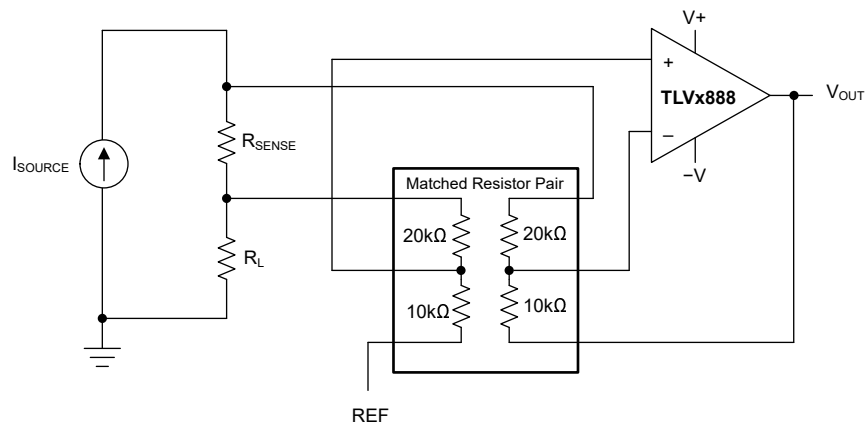 V+
+
TLVx888
VOUT
−
−V
RSENSE
ISOURCE
Matched Resistor Pair
20kΩ
20kΩ
RL
10kΩ
10kΩ
REF